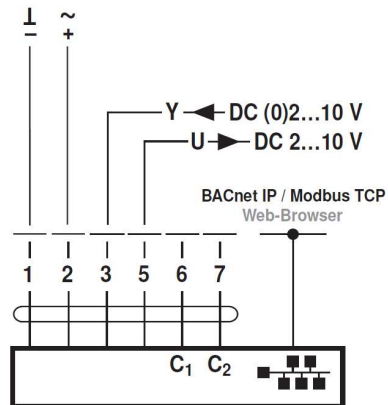 ⊥ ~
– +
Y DC (0)2...10 V
U DC 2...10 V
BACnet IP / Modbus TCP
Web-Browser
1 2 3 5 6 7
C₁ C₂